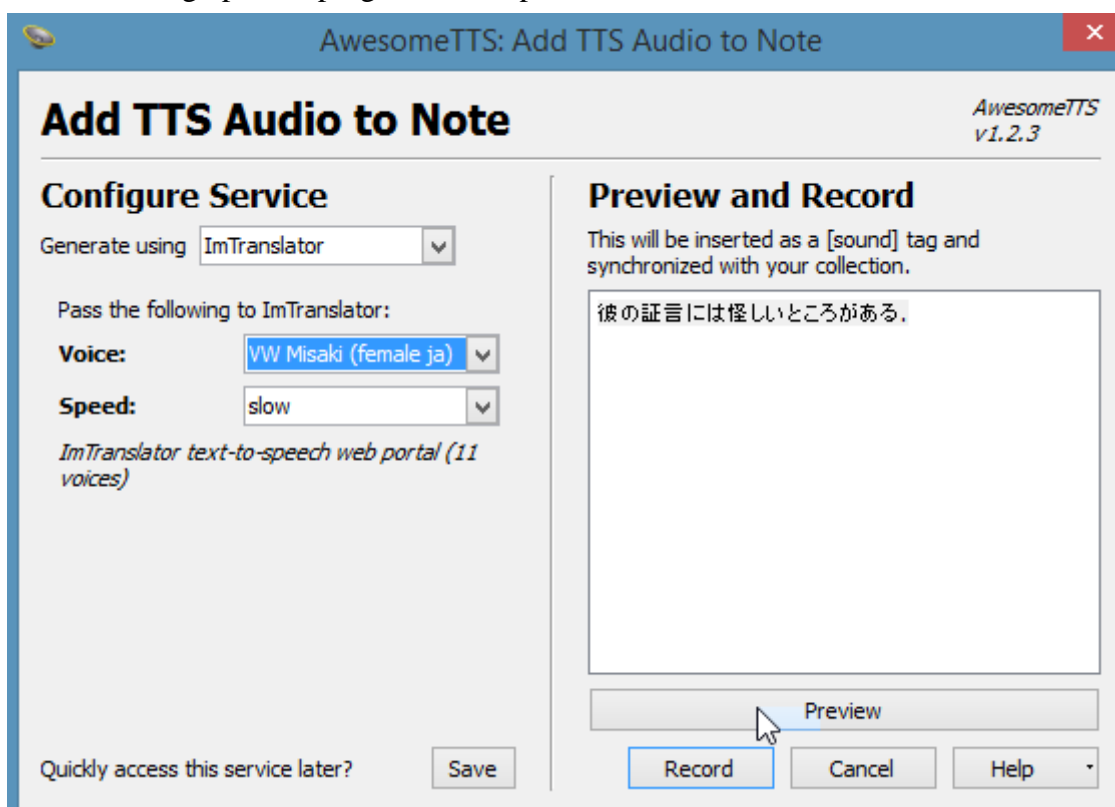 AwesomeTTS: Add TTS Audio to Note
Add TTS Audio to Note
AwesomeTTS
v1.2.3
Configure Service
Generate using ImTranslator
Pass the following to ImTranslator:
Voice: VW Misaki (female ja)
Speed: slow
ImTranslator text-to-speech web portal (11
voices)
Quickly access this service later? Save
Preview and Record
This will be inserted as a [sound] tag and
synchronized with your collection.
彼の証言には怪しいところがある.
Preview
Record Cancel Help